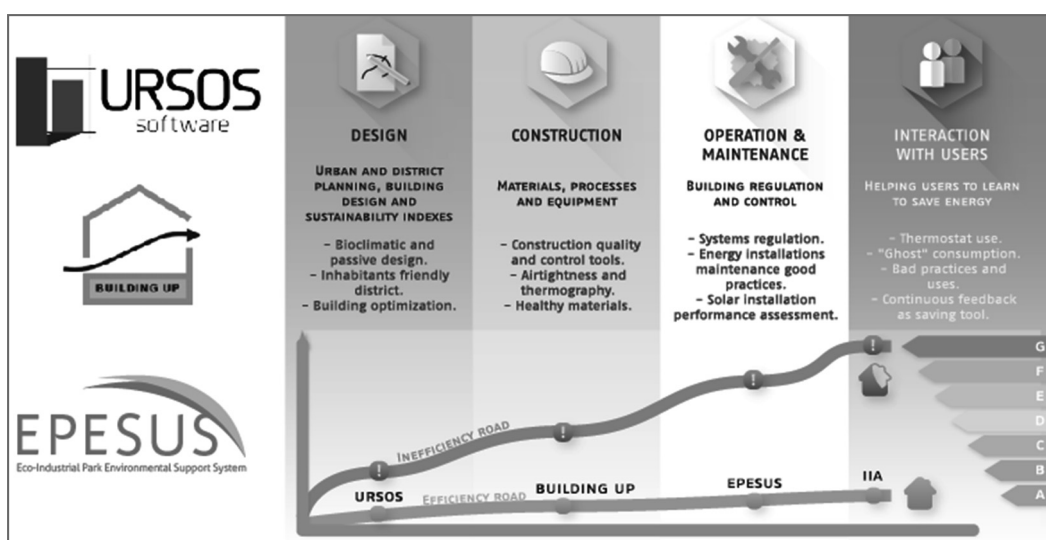 URSOS
software
BUILDING UP
EPESUS
Eco-Industrial Park Environmental Support System
DESIGN
URBAN AND DISTRICT
PLANNING, BUILDING
DESIGN AND
SUSTAINABILITY INDEXES
– Bioclimatic and
passive design.
– Inhabitants friendly
district.
– Building optimization.
CONSTRUCTION
MATERIALS, PROCESSES
AND EQUIPMENT
– Construction quality
and control tools.
– Airtightness and
thermography.
– Healthy materials.
OPERATION &
MAINTENANCE
BUILDING REGULATION
AND CONTROL
– Systems regulation.
– Energy installations
maintenance good
practices.
– Solar installation
performance assessment.
INTERACTION
WITH USERS
HELPING USERS TO LEARN
TO SAVE ENERGY
– Thermostat use.
– "Ghost" consumption.
– Bad practices and
uses.
– Continuous feedback
as saving tool.
INEFFICIENCY ROAD
!
!
!
!
URSOS
EFFICIENCY ROAD
BUILDING UP
EPESUS
IIA
G
F
E
D
C
B
A